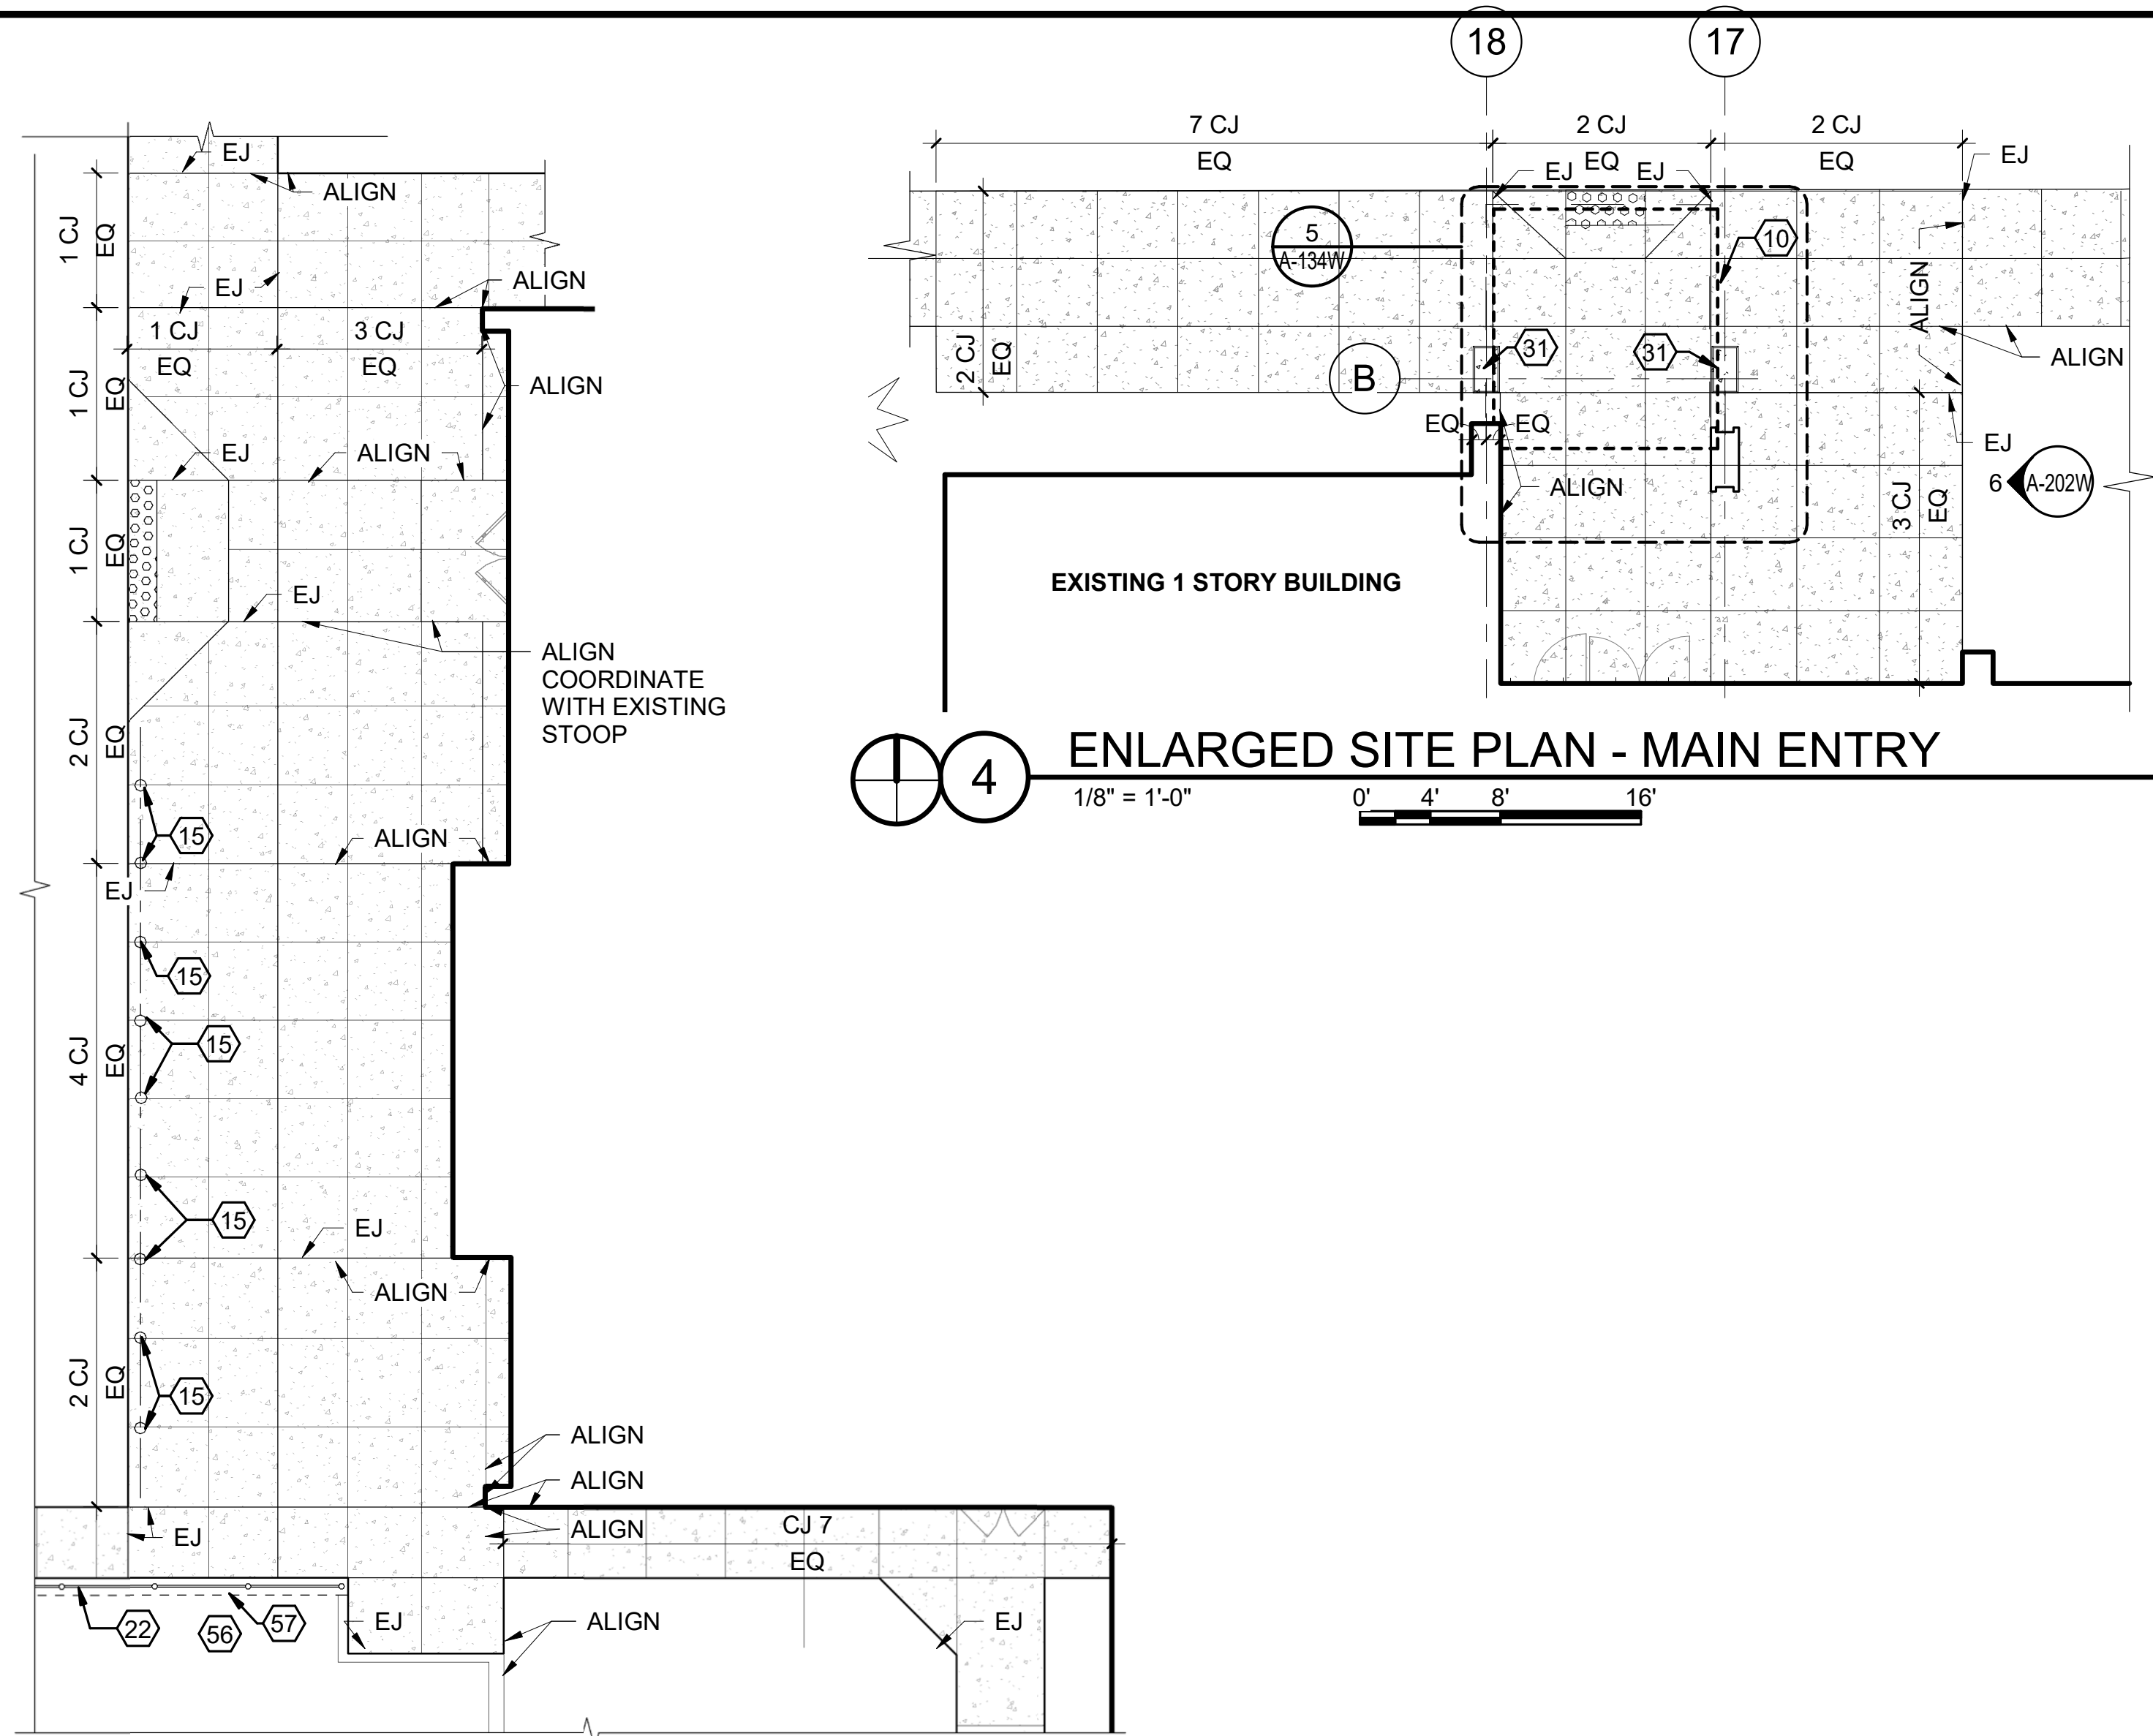 EJ
ALIGN
1 CJ
EQ
EJ
ALIGN
1 CJ
EQ
3 CJ
EQ
1 CJ
EQ
ALIGN
EJ
ALIGN
1 CJ
EQ
EJ
ALIGN
COORDINATE
WITH EXISTING
STOOP
2 CJ
EQ
15
ALIGN
EJ
15
4 CJ
EQ
15
15
EJ
ALIGN
2 CJ
EQ
15
ALIGN
ALIGN
ALIGN
EJ
CJ 7
EQ
22
56
57
EJ
ALIGN
EJ
18
17
7 CJ
EQ
2 CJ
EQ
2 CJ
EQ
EJ
EJ
EJ
5
A-134W
10
ALIGN
2 CJ
EQ
31
31
B
ALIGN
EQ
EQ
EJ
ALIGN
3 CJ
EQ
6
A-202W
EXISTING 1 STORY BUILDING
4
ENLARGED SITE PLAN - MAIN ENTRY
1/8" = 1'-0"
0'
4'
8'
16'